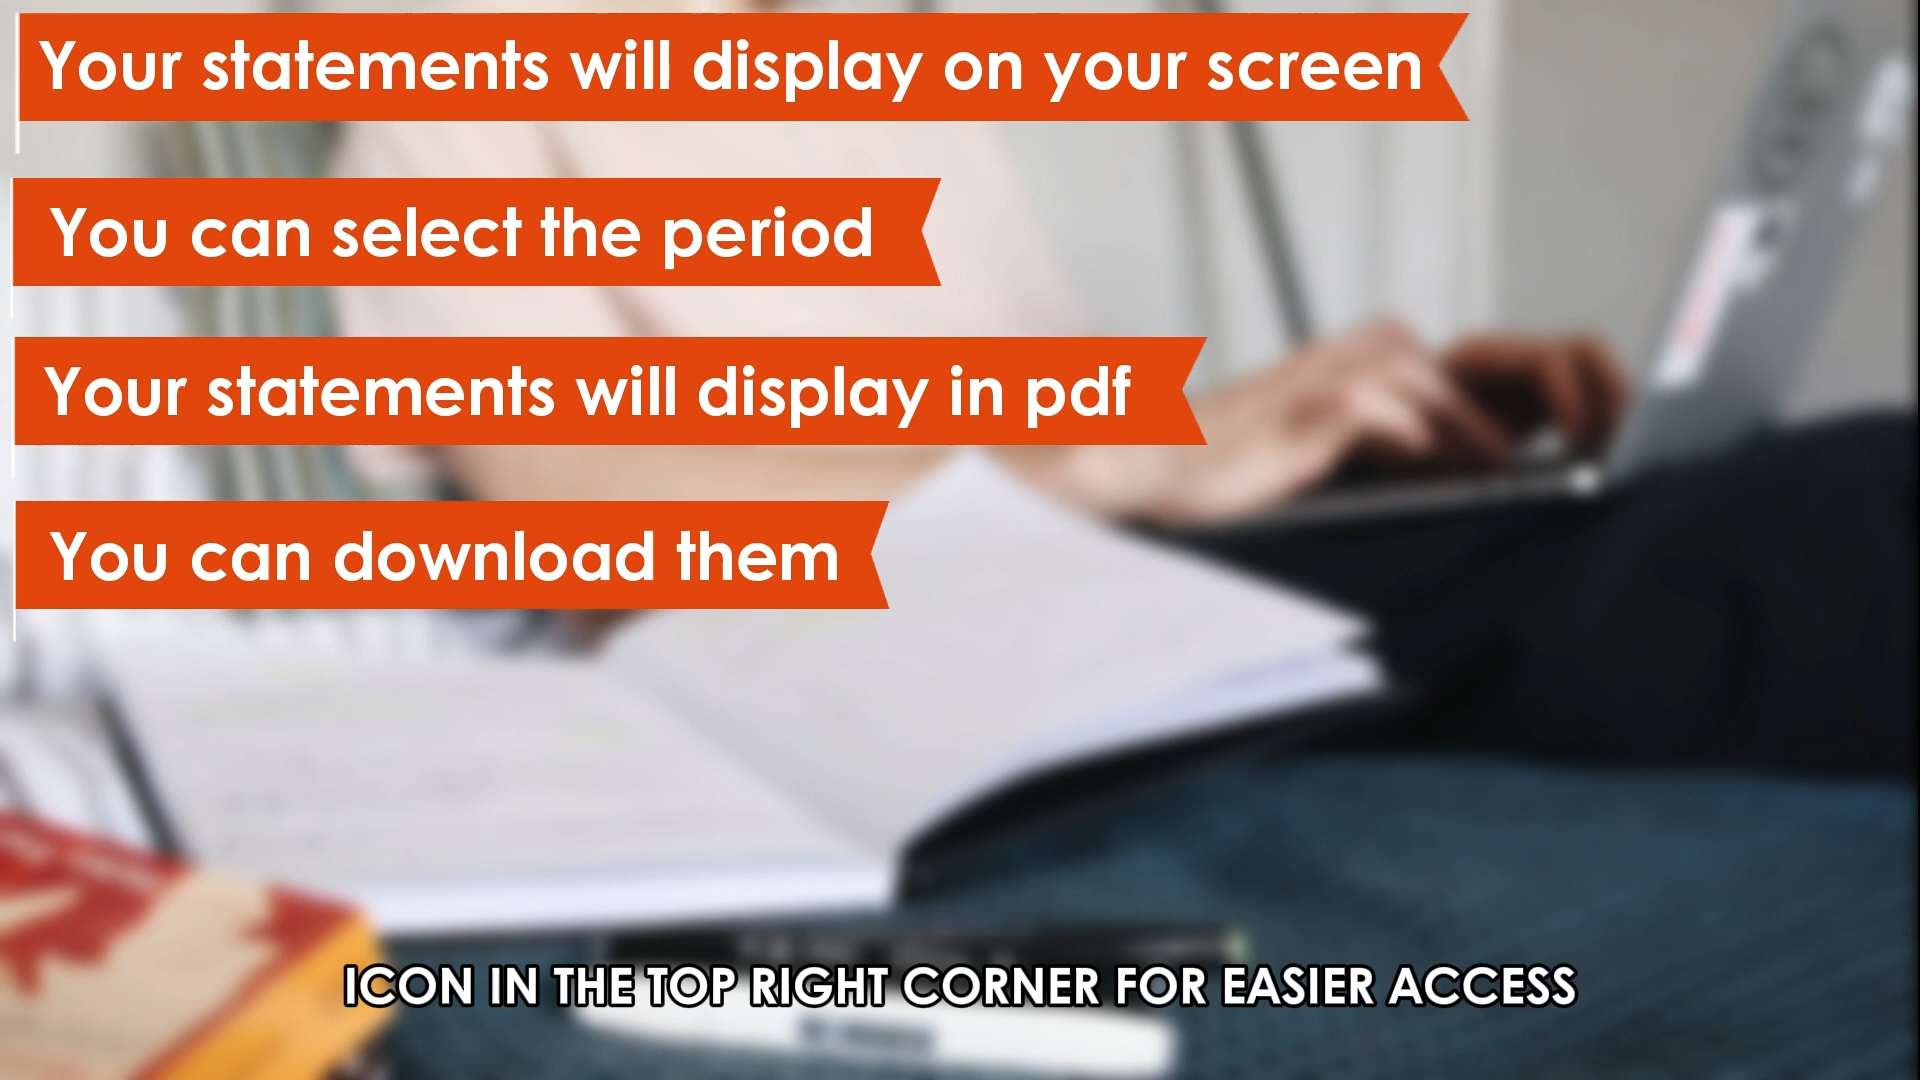 Your statements will display on your screen
You can select the period
Your statements will display in pdf
You can download them
ICON IN THE TOP RIGHT CORNER FOR EASIER ACCESS